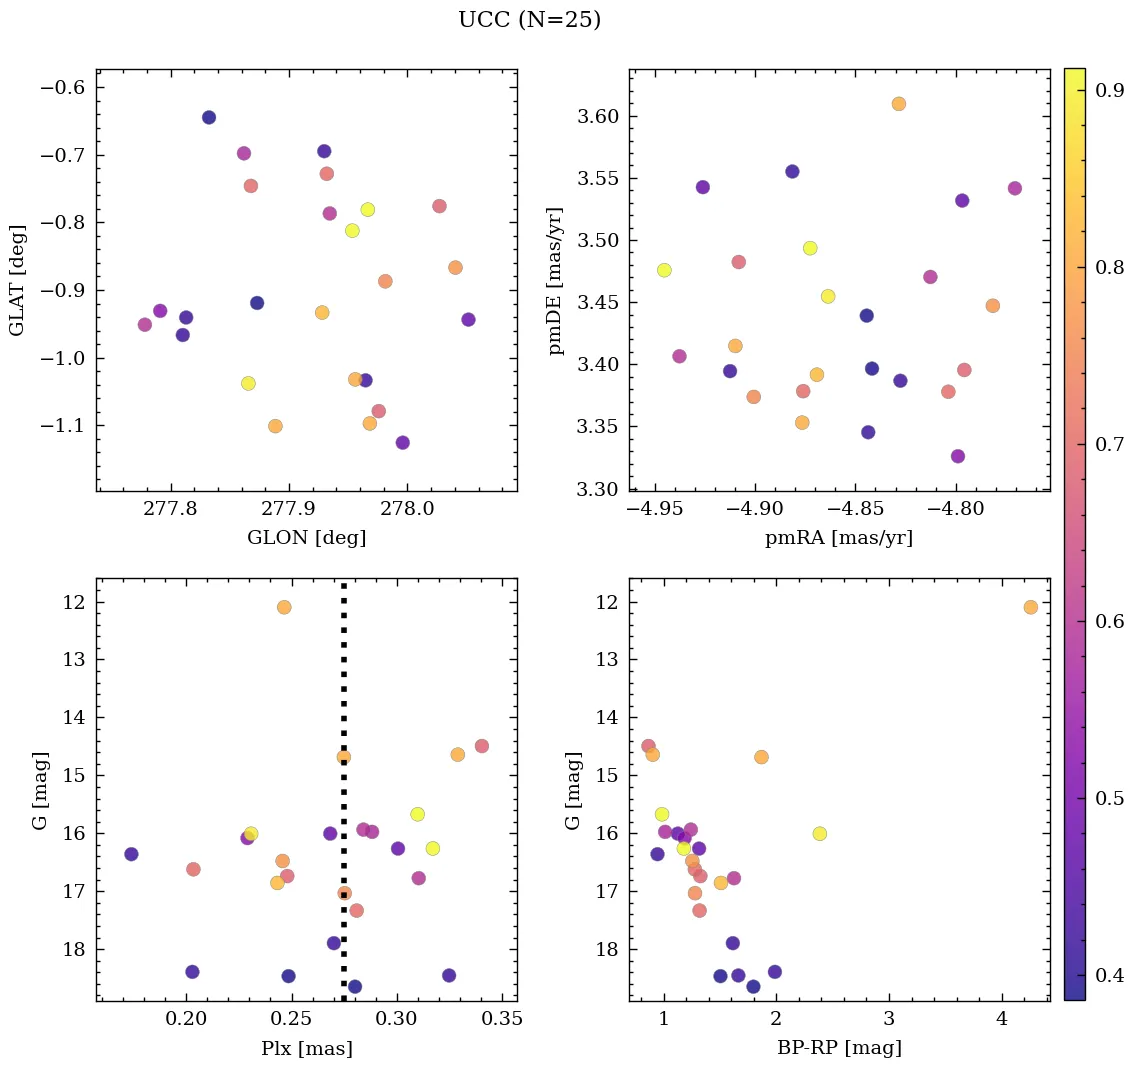 UCC (N=25)
−0.6
−0.7
−0.8
−0.9
−1.0
−1.1
GLAT [deg]
277.8 277.9 278.0
GLON [deg]
3.60
3.55
3.50
3.45
3.40
3.35
3.30
pmDE [mas/yr]
−4.95 −4.90 −4.85 −4.80
pmRA [mas/yr]
12
13
14
15
16
17
18
G [mag]
0.20 0.25 0.30 0.35
Plx [mas]
12
13
14
15
16
17
18
G [mag]
1 2 3 4
BP-RP [mag]
0.9
0.8
0.7
0.6
0.5
0.4